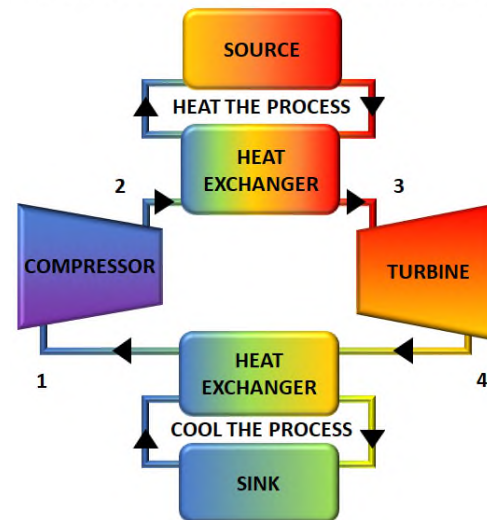 SOURCE
HEAT THE PROCESS
HEAT
EXCHANGER
2
3
COMPRESSOR
TURBINE
HEAT
EXCHANGER
1
4
COOL THE PROCESS
SINK